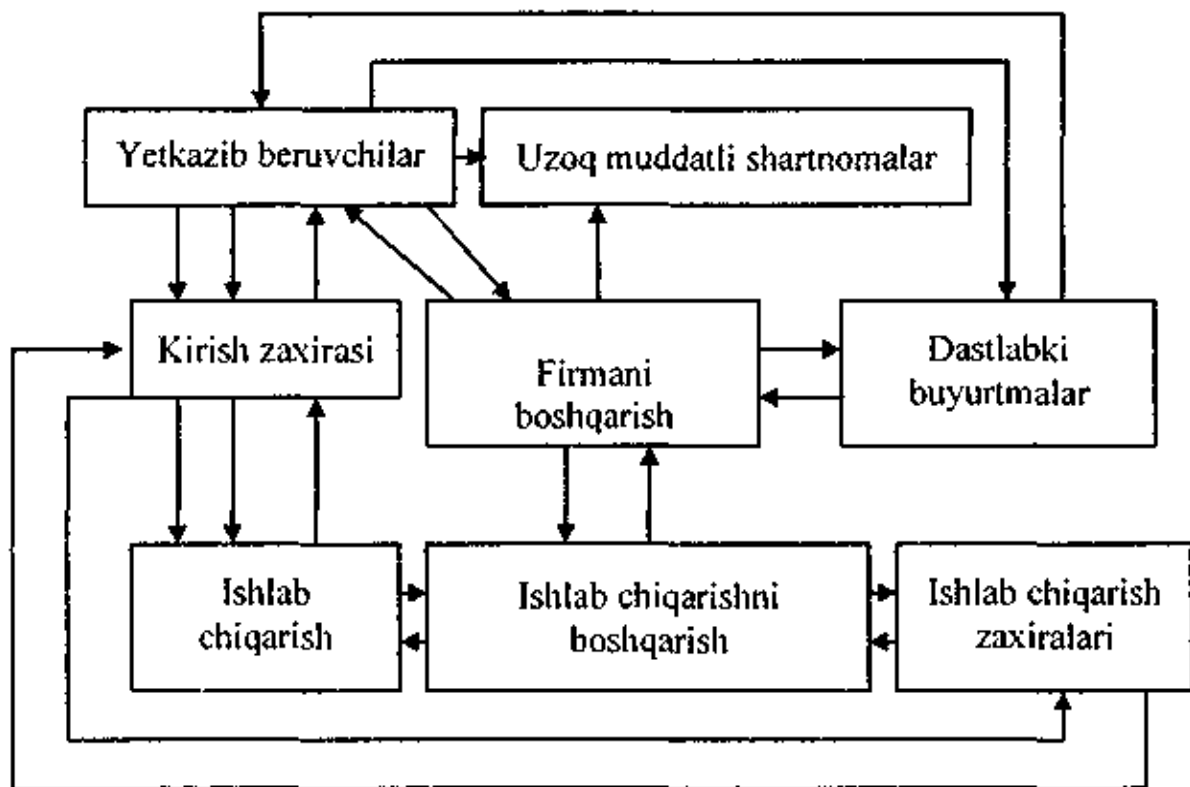 Yetkazib beruvchilar
Uzoq muddatli shartnomalar
Kirish zaxirasi
Firmani
boshqarish
Dastlabki
buyurtmalar
Ishlab
chiqarish
Ishlab chiqarishni
boshqarish
Ishlab chiqarish
zaxiralari